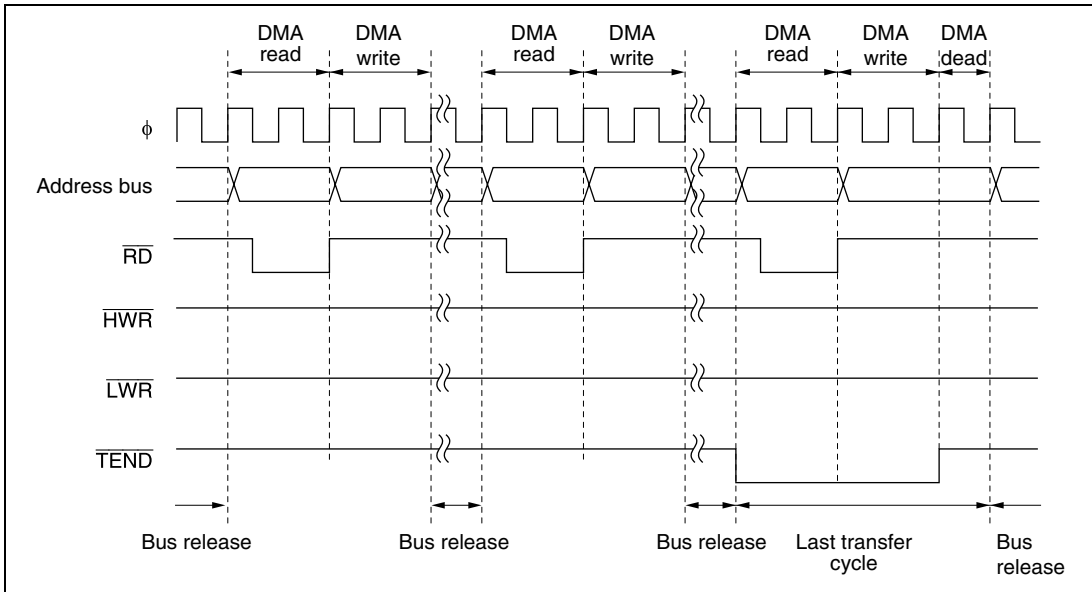 DMA read
DMA write
DMA read
DMA write
DMA read
DMA write
DMA dead
ϕ
Address bus
RD
HWR
LWR
TEND
Bus release
Bus release
Bus release
Last transfer cycle
Bus release